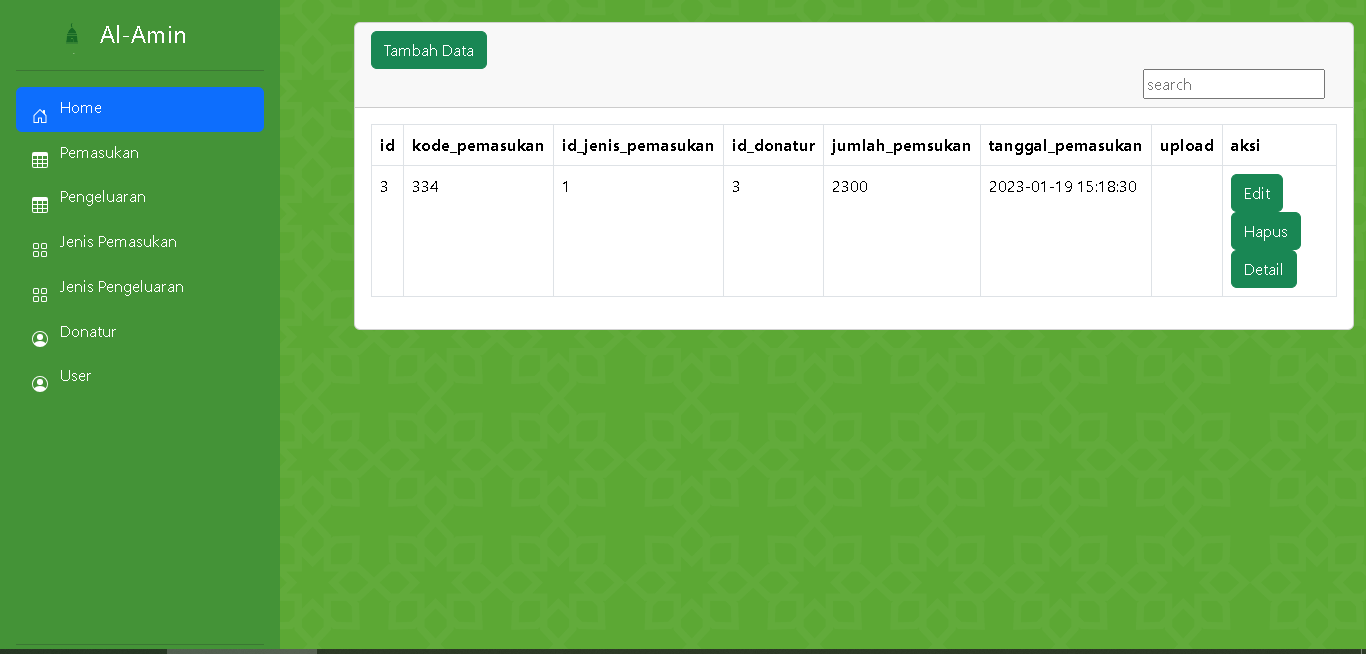 Al-Amin
Home
Pemasukan
Pengeluaran
Jenis Pemasukan
Jenis Pengeluaran
Donatur
User
Tambah Data
search
id kode_pemasukan id_jenis_pemasukan id_donatur jumlah_pemsukan tanggal_pemasukan upload aksi
3 334 1 3 2300 2023-01-19 15:18:30 Edit
Hapus
Detail